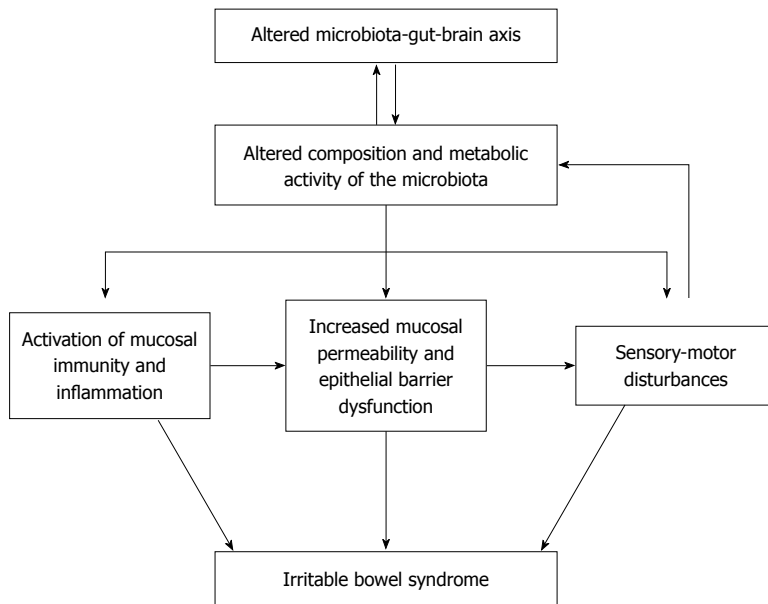 Altered microbiota-gut-brain axis
Altered composition and metabolic
activity of the microbiota
Activation of mucosal
immunity and
inflammation
Increased mucosal
permeability and
epithelial barrier
dysfunction
Sensory-motor
disturbances
Irritable bowel syndrome